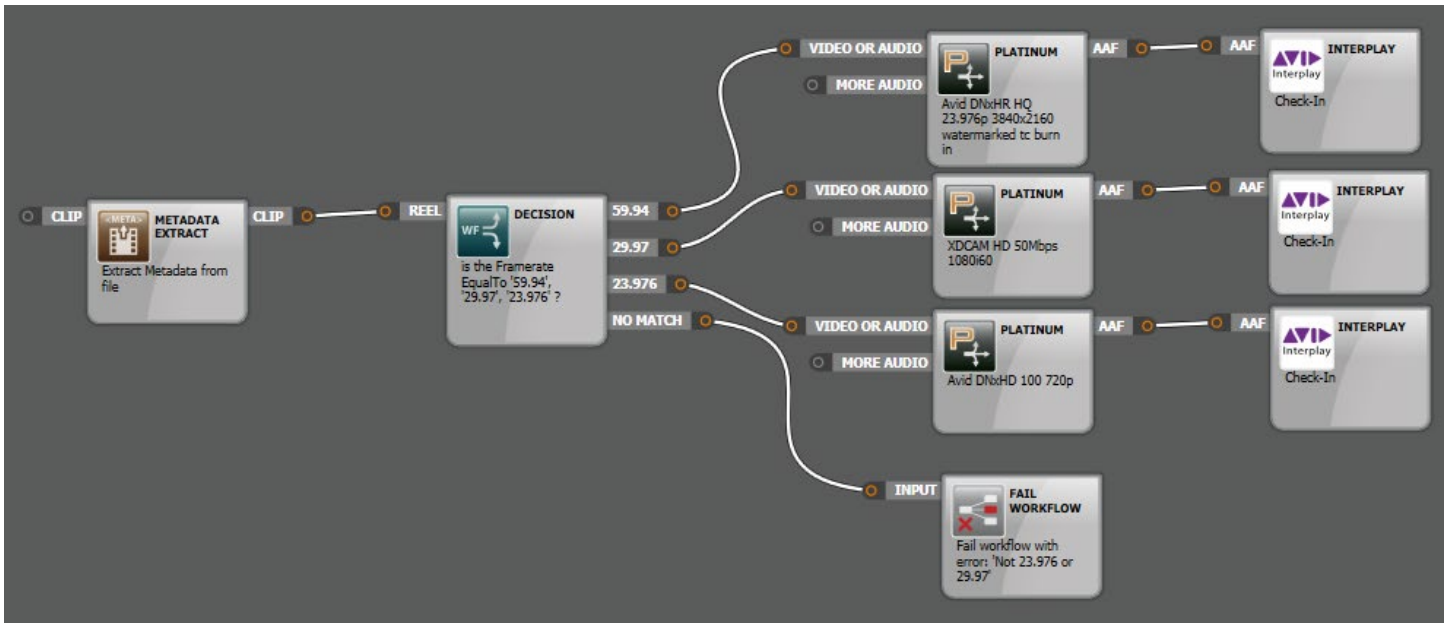 CLIP
<META>
METADATA
EXTRACT
Extract Metadata from
file
CLIP
REEL
WF
DECISION
is the Framerate
EqualTo '59.94',
'29.97', '23.976' ?
59.94
29.97
23.976
NO MATCH
VIDEO OR AUDIO
MORE AUDIO
P
PLATINUM
Avid DNxHR HQ
23.976p 3840x2160
watermarked tc burn
in
AAF
AAF
AVID
Interplay
INTERPLAY
Check-In
VIDEO OR AUDIO
MORE AUDIO
P
PLATINUM
XDCAM HD 50Mbps
1080i60
AAF
AAF
AVID
Interplay
INTERPLAY
Check-In
VIDEO OR AUDIO
MORE AUDIO
P
PLATINUM
Avid DNxHD 100 720p
AAF
AAF
AVID
Interplay
INTERPLAY
Check-In
INPUT
FAIL
WORKFLOW
Fail workflow with
error: 'Not 23.976 or
29.97'